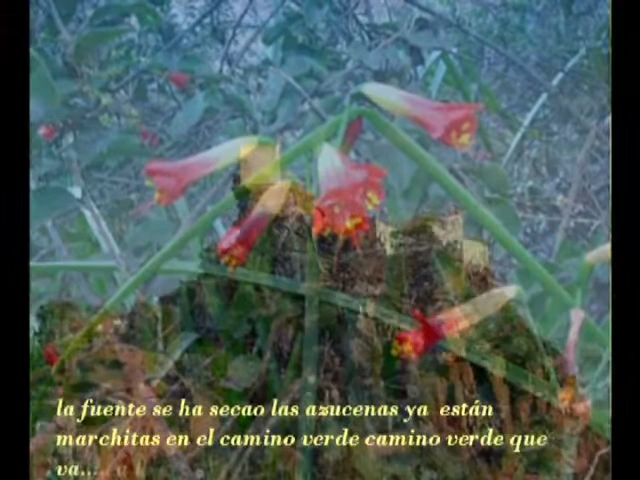 la fuente se ha secao las azucenas ya están
marchitas en el camino verde camino verde que
va....